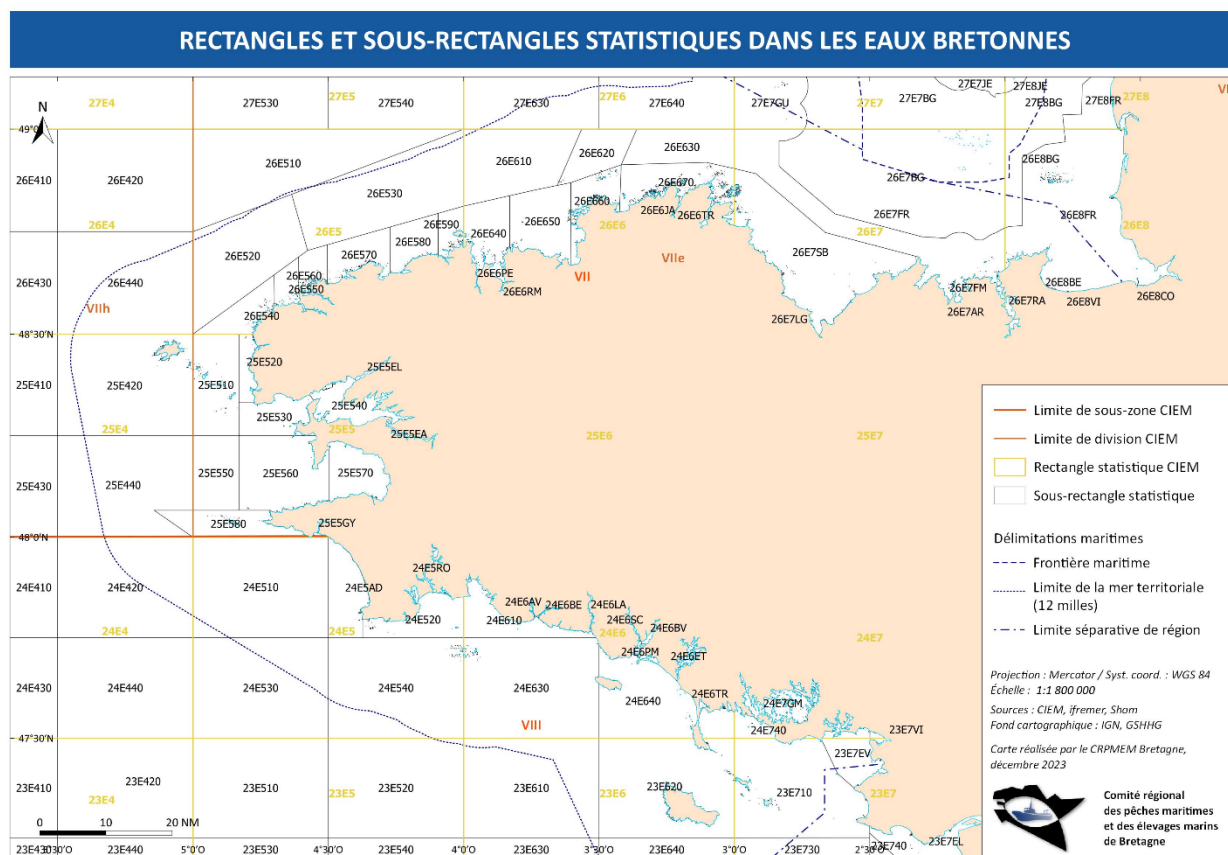 RECTANGLES ET SOUS-RECTANGLES STATISTIQUES DANS LES EAUX BRETONNES
27E4 27E530 27E5 27E540 27E630 27E6 27E640 27E7GU 27E7 27E7BG 27E7JE 27E8JE 27E8BG 27E8FR 27E8
N
49°0'
26E410 26E420 26E510 26E530 26E610 26E620 26E630 26E670 26E7BG 26E8BG
26E4 26E5 26E590 26E640 26E650 26E660 26E6 26E6JA 26E6TR 26E7FR 26E7 26E8FR 26E8
26E430 26E440 26E520 26E560 26E570 26E580 26E6PE 26E7SB
26E550 26E6RM VII VIIe 26E7FM 26E7RA 26E8BE 26E8VI 26E8CO
VIIh 26E540 26E7LG 26E7AR
48°30'N
25E410 25E420 25E510 25E520 25E5EL
25E530 25E540
25E4 25E5 25E5EA 25E6 25E7
25E430 25E440 25E550 25E560 25E570
25E580 25E5GY
48°0'N
24E410 24E420 24E510 24E5AD 24E5RO
24E520 24E6AV 24E610 24E6BE 24E6LA 24E6SC 24E6BV
24E4 24E5 24E6 24E7
24E6PM 24E6ET
24E430 24E440 24E530 24E540 24E630 24E640 24E6TR 24E7GM
VIII 24E740 23E7VI
47°30'N
23E7EV
23E410 23E420 23E510 23E520 23E610 23E620 23E710
23E4 23E5 23E6 23E7
0 10 20 NM
23E740 23E7EL
5°0' 4°30' 4°0' 3°30' 3°0' 23E730 2°30'
Limite de sous-zone CIEM
Limite de division CIEM
Rectangle statistique CIEM
Sous-rectangle statistique
Délimitations maritimes
Frontière maritime
Limite de la mer territoriale
(12 milles)
Limite séparative de région
Projection : Mercator / Syst. coord. : WGS 84
Échelle : 1:1 800 000
Sources : CIEM, ifremer, Shom
Fond cartographique : IGN, GSHHG
Carte réalisée par le CRPMEM Bretagne,
décembre 2023
Comité régional
des pêches maritimes
et des élevages marins
de Bretagne